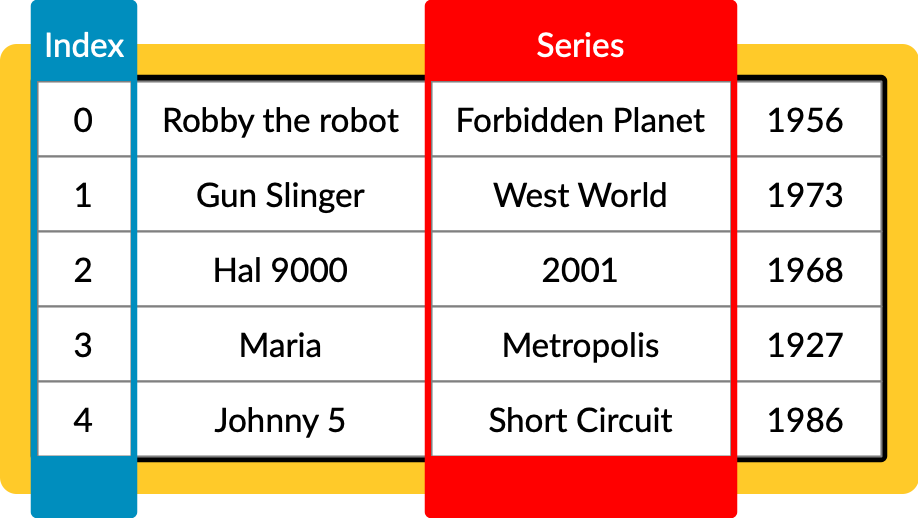 Index Series
0 Robby the robot Forbidden Planet 1956
1 Gun Slinger West World 1973
2 Hal 9000 2001 1968
3 Maria Metropolis 1927
4 Johnny 5 Short Circuit 1986